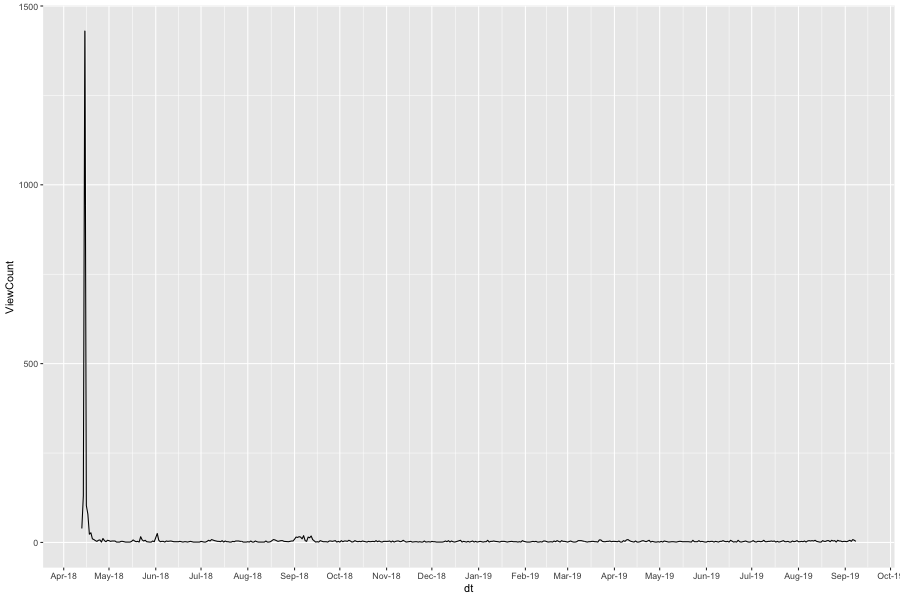 1500
1000
500
0
ViewCount
Apr-18 May-18 Jun-18 Jul-18 Aug-18 Sep-18 Oct-18 Nov-18 Dec-18 Jan-19 Feb-19 Mar-19 Apr-19 May-19 Jun-19 Jul-19 Aug-19 Sep-19 Oct-1
dt